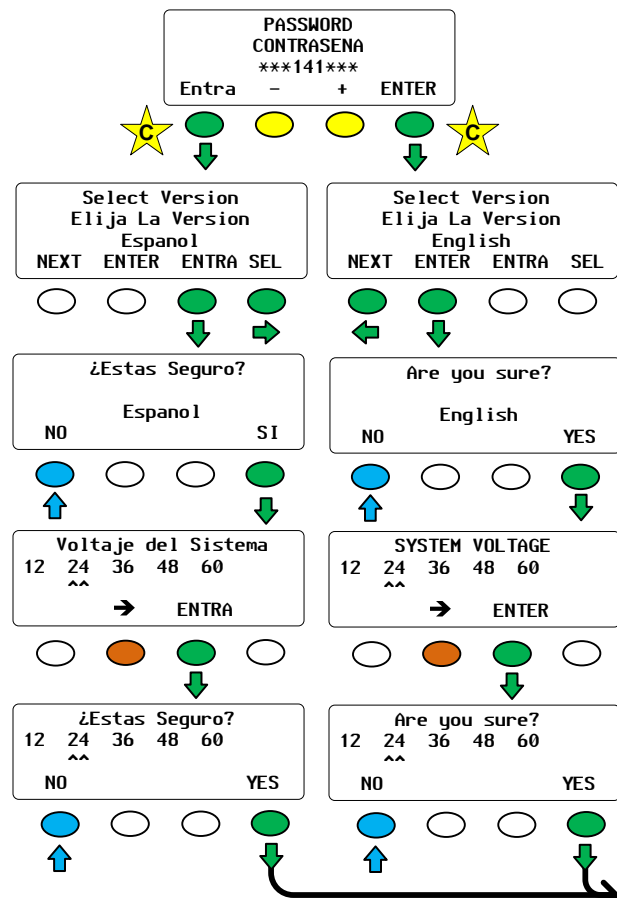 PASSWORD
CONTRASENA
***141***
Entra - + ENTER
C C
Select Version
Elija La Version
Espanol
NEXT ENTER ENTRA SEL
Select Version
Elija La Version
English
NEXT ENTER ENTRA SEL
¿Estas Seguro?
Espanol
NO SI
Are you sure?
English
NO YES
Voltaje del Sistema
12 24 36 48 60
^^
➔ ENTRA
SYSTEM VOLTAGE
12 24 36 48 60
^^
➔ ENTER
¿Estas Seguro?
12 24 36 48 60
^^
NO YES
Are you sure?
12 24 36 48 60
^^
NO YES